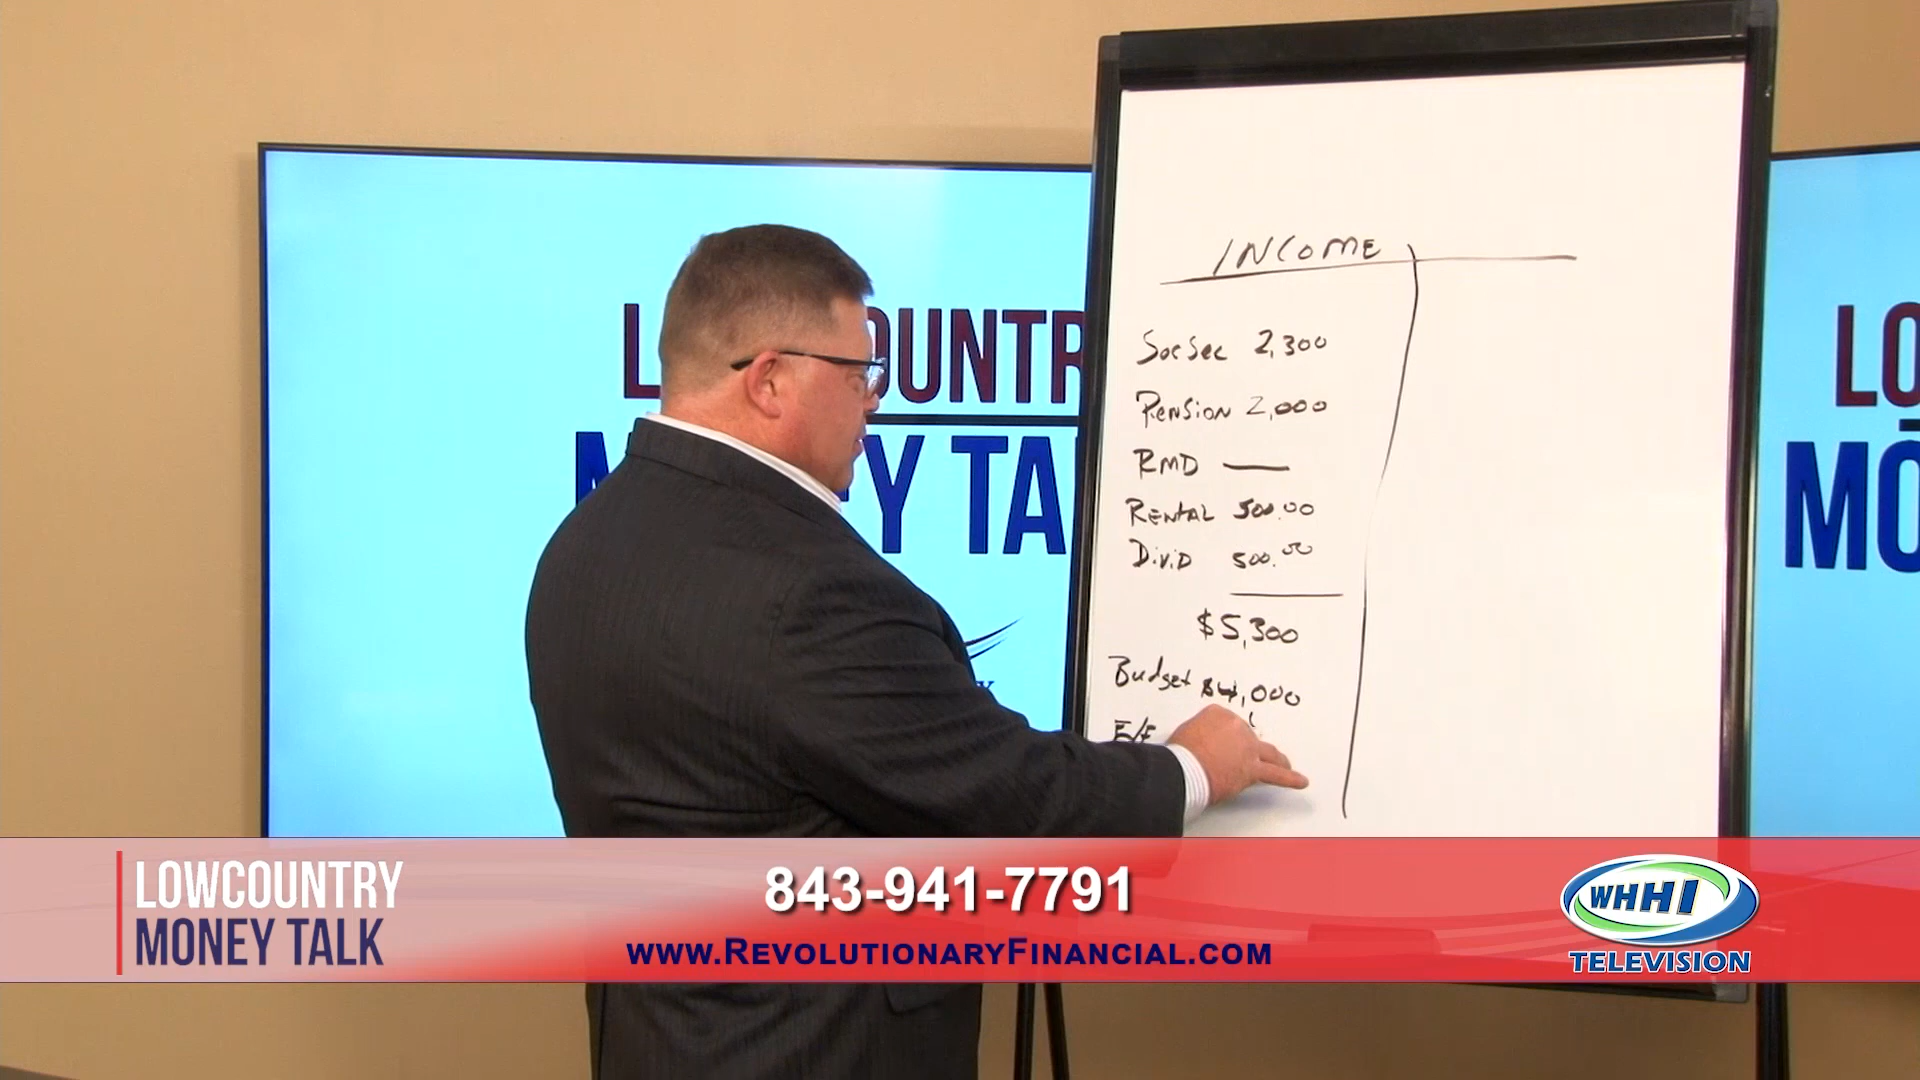 INCOME
Soc Sec 2,300
Pension 2,000
RMD —
RENTAL 500.00
DiviD 500.00
$5,300
Budget $4,000
E/F
LOWCOUNTRY
MONEY TALK
843-941-7791
www.RevolutionaryFinancial.com
WHHI
TELEVISION